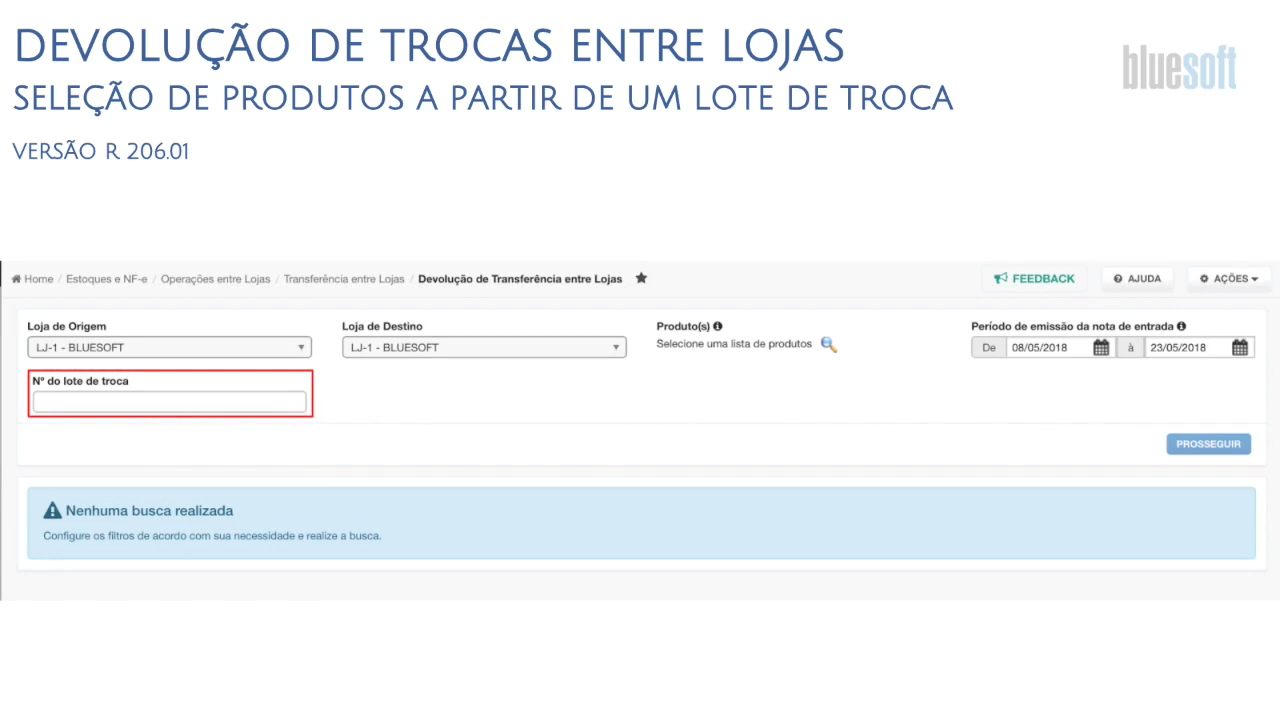 DEVOLUÇÃO DE TROCAS ENTRE LOJAS
bluesoft
SELEÇÃO DE PRODUTOS A PARTIR DE UM LOTE DE TROCA
VERSÃO R 206.01
Home / Estoques e NF-e / Operações entre Lojas / Transferência entre Lojas / Devolução de Transferência entre Lojas
FEEDBACK
AJUDA
AÇÕES
Loja de Origem
LJ-1 - BLUESOFT
Loja de Destino
LJ-1 - BLUESOFT
Produto(s)
Selecione uma lista de produtos
Período de emissão da nota de entrada
De 08/05/2018 à 23/05/2018
Nº do lote de troca
PROSSEGUIR
Nenhuma busca realizada
Configure os filtros de acordo com sua necessidade e realize a busca.